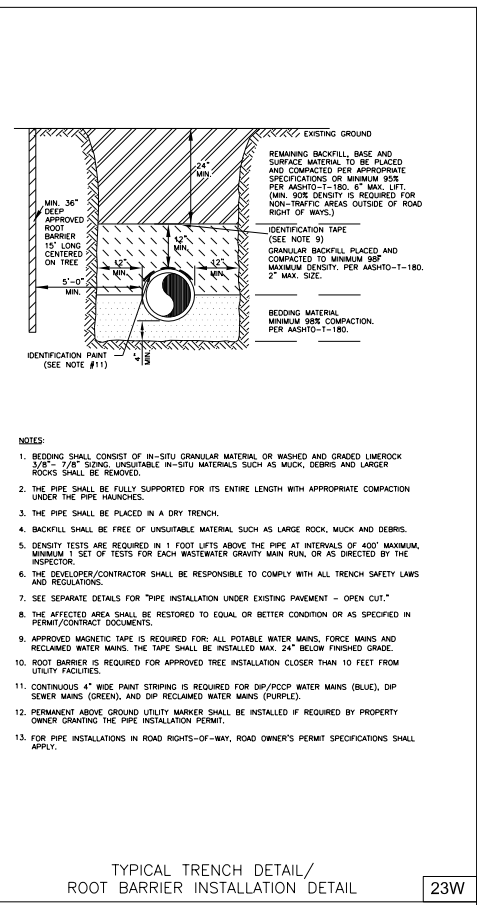 EXISTING GROUND
24"
MIN.
REMAINING BACKFILL, BASE AND
SURFACE MATERIAL TO BE PLACED
AND COMPACTED PER APPROPRIATE
SPECIFICATIONS OR MINIMUM 95%
PER AASHTO-T-180. 6" MAX. LIFT.
(MIN. 90% DENSITY IS REQUIRED FOR
NON-TRAFFIC AREAS OUTSIDE OF ROAD
RIGHT OF WAYS.)
MIN. 36"
DEEP
APPROVED
ROOT
BARRIER
15' LONG
CENTERED
ON TREE
IDENTIFICATION TAPE
(SEE NOTE 9)
12"
MIN.
GRANULAR BACKFILL PLACED AND
COMPACTED TO MINIMUM 98%
MAXIMUM DENSITY. PER AASHTO-T-180.
2" MAX. SIZE.
12"
MIN.
12"
MIN.
5'-0"
MIN.
BEDDING MATERIAL
MINIMUM 98% COMPACTION.
PER AASHTO-T-180.
IDENTIFICATION PAINT
(SEE NOTE #11)
4"
MIN.
NOTES:
1. BEDDING SHALL CONSIST OF IN-SITU GRANULAR MATERIAL OR WASHED AND GRADED LIMEROCK
3/8"- 7/8" SIZING. UNSUITABLE IN-SITU MATERIALS SUCH AS MUCK, DEBRIS AND LARGER
ROCKS SHALL BE REMOVED.
2. THE PIPE SHALL BE FULLY SUPPORTED FOR ITS ENTIRE LENGTH WITH APPROPRIATE COMPACTION
UNDER THE PIPE HAUNCHES.
3. THE PIPE SHALL BE PLACED IN A DRY TRENCH.
4. BACKFILL SHALL BE FREE OF UNSUITABLE MATERIAL SUCH AS LARGE ROCK, MUCK AND DEBRIS.
5. DENSITY TESTS ARE REQUIRED IN 1 FOOT LIFTS ABOVE THE PIPE AT INTERVALS OF 400' MAXIMUM,
MINIMUM 1 SET OF TESTS FOR EACH WASTEWATER GRAVITY MAIN RUN, OR AS DIRECTED BY THE
INSPECTOR.
6. THE DEVELOPER/CONTRACTOR SHALL BE RESPONSIBLE TO COMPLY WITH ALL TRENCH SAFETY LAWS
AND REGULATIONS.
7. SEE SEPARATE DETAILS FOR "PIPE INSTALLATION UNDER EXISTING PAVEMENT - OPEN CUT."
8. THE AFFECTED AREA SHALL BE RESTORED TO EQUAL OR BETTER CONDITION OR AS SPECIFIED IN
PERMIT/CONTRACT DOCUMENTS.
9. APPROVED MAGNETIC TAPE IS REQUIRED FOR: ALL POTABLE WATER MAINS, FORCE MAINS AND
RECLAIMED WATER MAINS. THE TAPE SHALL BE INSTALLED MAX. 24" BELOW FINISHED GRADE.
10. ROOT BARRIER IS REQUIRED FOR APPROVED TREE INSTALLATION CLOSER THAN 10 FEET FROM
UTILITY FACILITIES.
11. CONTINUOUS 4" WIDE PAINT STRIPING IS REQUIRED FOR DIP/PCCP WATER MAINS (BLUE), DIP
SEWER MAINS (GREEN), AND DIP RECLAIMED WATER MAINS (PURPLE).
12. PERMANENT ABOVE GROUND UTILITY MARKER SHALL BE INSTALLED IF REQUIRED BY PROPERTY
OWNER GRANTING THE PIPE INSTALLATION PERMIT.
13. FOR PIPE INSTALLATIONS IN ROAD RIGHTS-OF-WAY, ROAD OWNER'S PERMIT SPECIFICATIONS SHALL
APPLY.
TYPICAL TRENCH DETAIL/
ROOT BARRIER INSTALLATION DETAIL
23W